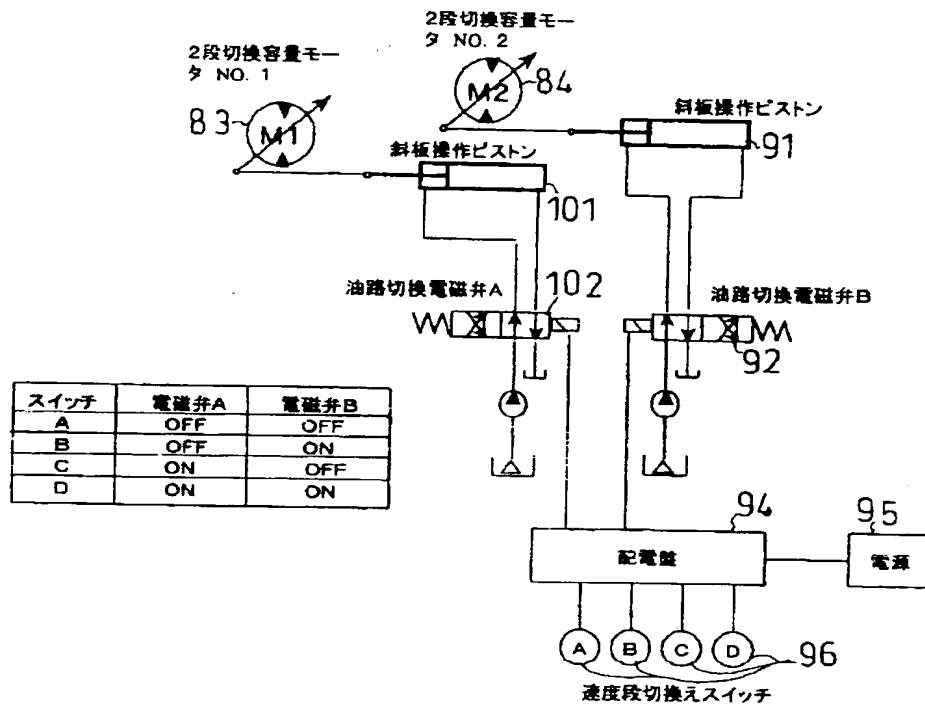 2段切換容量モー
タ NO. 2
84
M2
2段切換容量モー
タ NO. 1
83
M1
斜板操作ピストン
91
斜板操作ピストン
101
油路切換電磁弁A
102
油路切換電磁弁B
92
スイッチ 電磁弁A 電磁弁B
A OFF OFF
B OFF ON
C ON OFF
D ON ON
94
95
配電盤
電源
A B C D
96
速度段切換えスイッチ